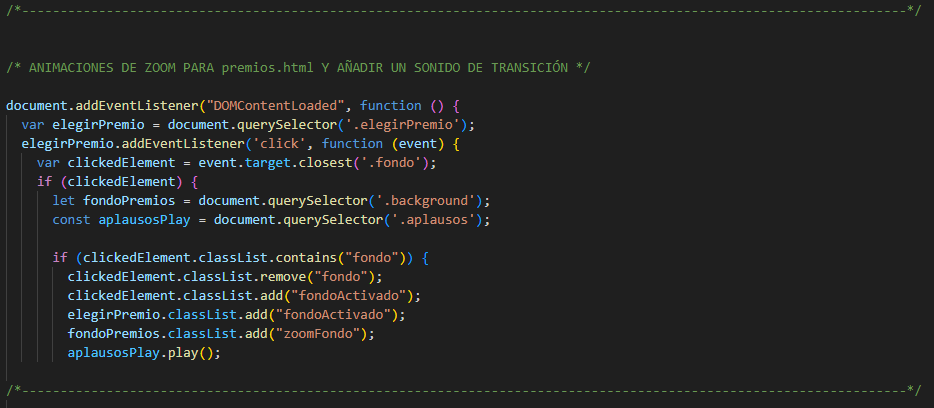 /*------------------------------------------------------------------------------------------------------------------*/
/* ANIMACIONES DE ZOOM PARA premios.html Y AÑADIR UN SONIDO DE TRANSICIÓN */
document.addEventListener("DOMContentLoaded", function () {
  var elegirPremio = document.querySelector('.elegirPremio');
  elegirPremio.addEventListener('click', function (event) {
    var clickedElement = event.target.closest('.fondo');
    if (clickedElement) {
      let fondoPremios = document.querySelector('.background');
      const aplausosPlay = document.querySelector('.aplausos');
      if (clickedElement.classList.contains("fondo")) {
        clickedElement.classList.remove("fondo");
        clickedElement.classList.add("fondoActivado");
        elegirPremio.classList.add("fondoActivado");
        fondoPremios.classList.add("zoomFondo");
        aplausosPlay.play();
/*------------------------------------------------------------------------------------------------------------------*/